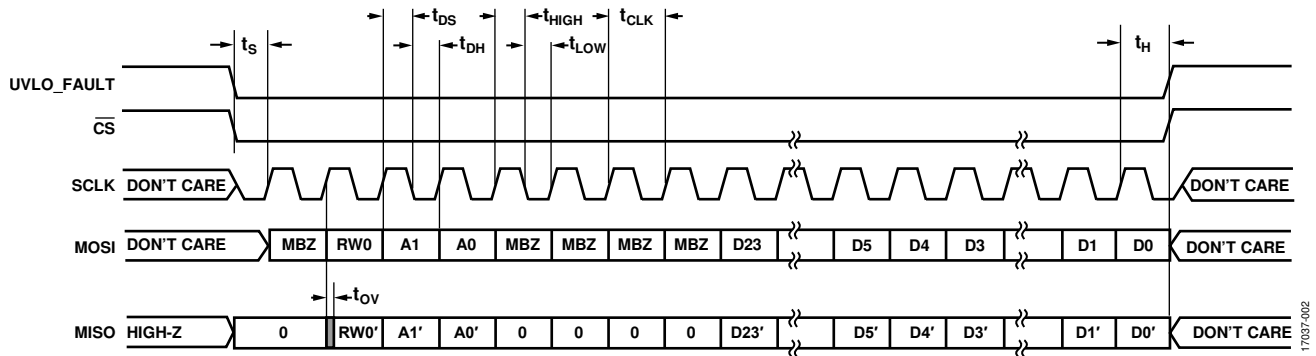 tDS tHIGH tCLK
tS tDH tLOW tH
UVLO_FAULT
CS
SCLK DON'T CARE DON'T CARE
MOSI DON'T CARE MBZ RW0 A1 A0 MBZ MBZ MBZ MBZ D23 D5 D4 D3 D1 D0 DON'T CARE
tOV
MISO HIGH-Z 0 RW0′ A1′ A0′ 0 0 0 0 D23′ D5′ D4′ D3′ D1′ D0′ DON'T CARE
17037-002